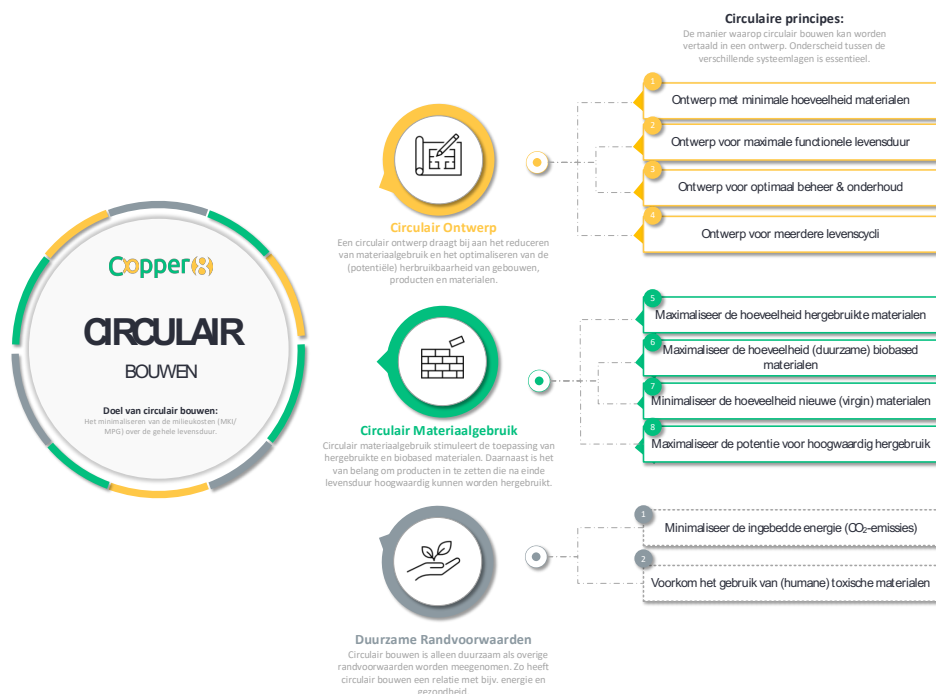 Circulaire principes:
De manier waarop circulair bouwen kan worden
vertaald in een ontwerp. Onderscheid tussen de
verschillende systeemlagen is essentieel.
Copper8
CIRCULAIR
BOUWEN
Doel van circulair bouwen:
Het minimaliseren van de milieukosten (MKI/
MPG) over de gehele levensduur.
Circulair Ontwerp
Een circulair ontwerp draagt bij aan het reduceren
van materiaalgebruik en het optimaliseren van de
(potentiële) herbruikbaarheid van gebouwen,
producten en materialen.
1
Ontwerp met minimale hoeveelheid materialen
2
Ontwerp voor maximale functionele levensduur
3
Ontwerp voor optimaal beheer & onderhoud
4
Ontwerp voor meerdere levenscycli
Circulair Materiaalgebruik
Circulair materiaalgebruik stimuleert de toepassing van
hergebruikte en biobased materialen. Daarnaast is het
van belang om producten in te zetten die na einde
levensduur hoogwaardig kunnen worden hergebruikt.
5
Maximaliseer de hoeveelheid hergebruikte materialen
6
Maximaliseer de hoeveelheid (duurzame) biobased
materialen
7
Minimaliseer de hoeveelheid nieuwe (virgin) materialen
8
Maximaliseer de potentie voor hoogwaardig hergebruik
Duurzame Randvoorwaarden
Circulair bouwen is alleen duurzaam als overige
randvoorwaarden worden meegenomen. Zo heeft
circulair bouwen een relatie met bijv. energie en
gezondheid.
1
Minimaliseer de ingebedde energie (CO₂-emissies)
2
Voorkom het gebruik van (humane) toxische materialen